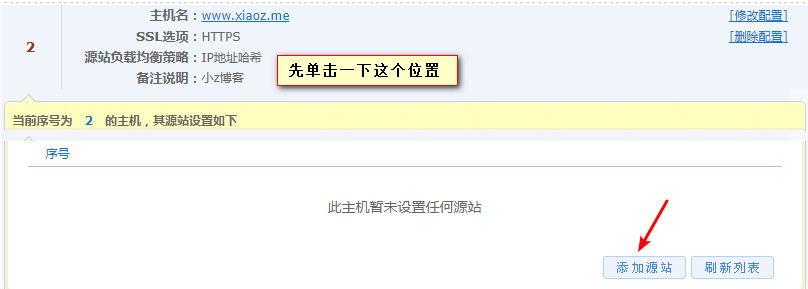 主机名：www.xiaoz.me [修改配置]
2 SSL选项：HTTPS [删除配置]
源站负载均衡策略：IP地址哈希
备注说明：小z博客
先单击一下这个位置
当前序号为 2 的主机，其源站设置如下
序号
此主机暂未设置任何源站
添加源站 刷新列表